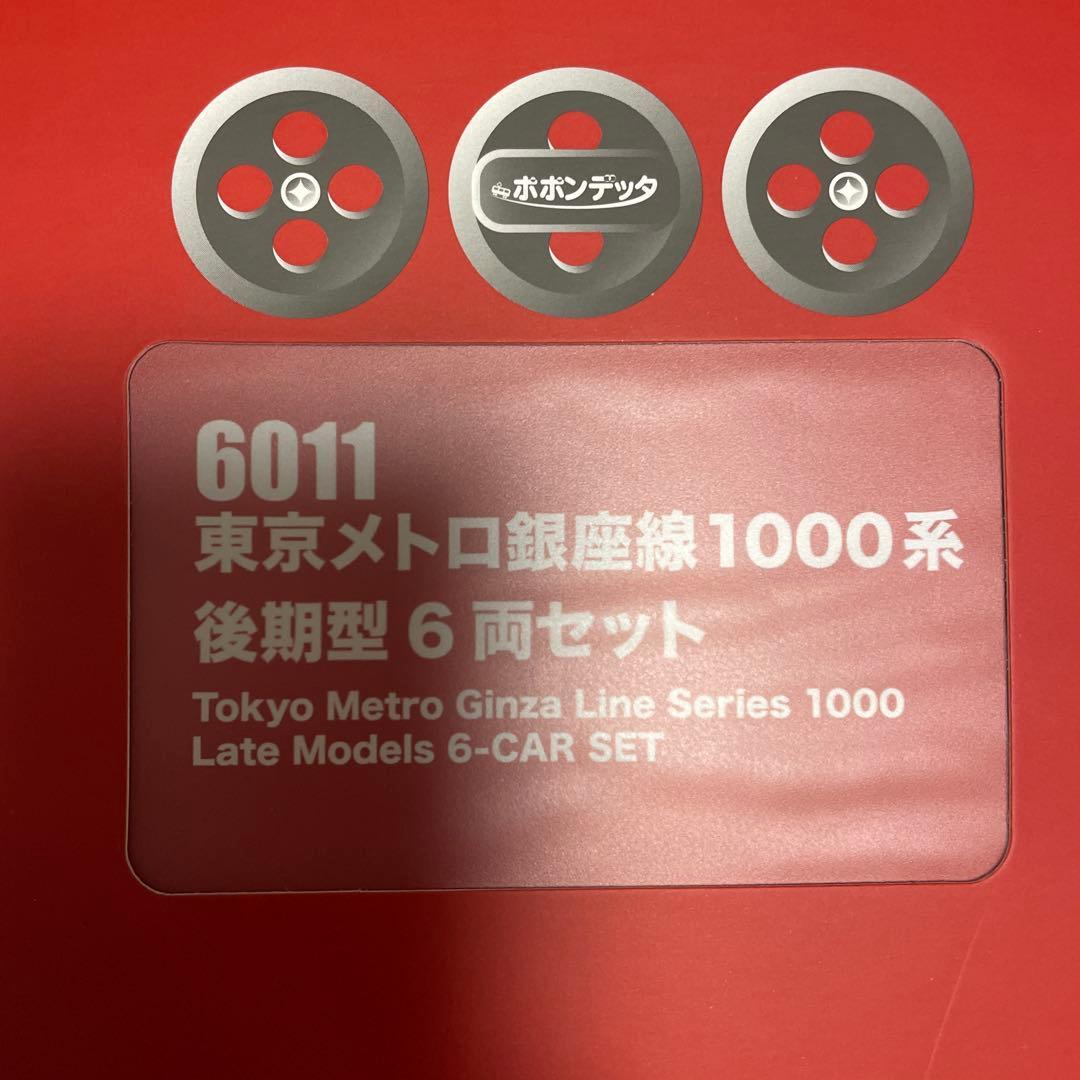 ポポンデッタ
6011
東京メトロ銀座線1000系
後期型6両セット
Tokyo Metro Ginza Line Series 1000
Late Models 6-CAR SET